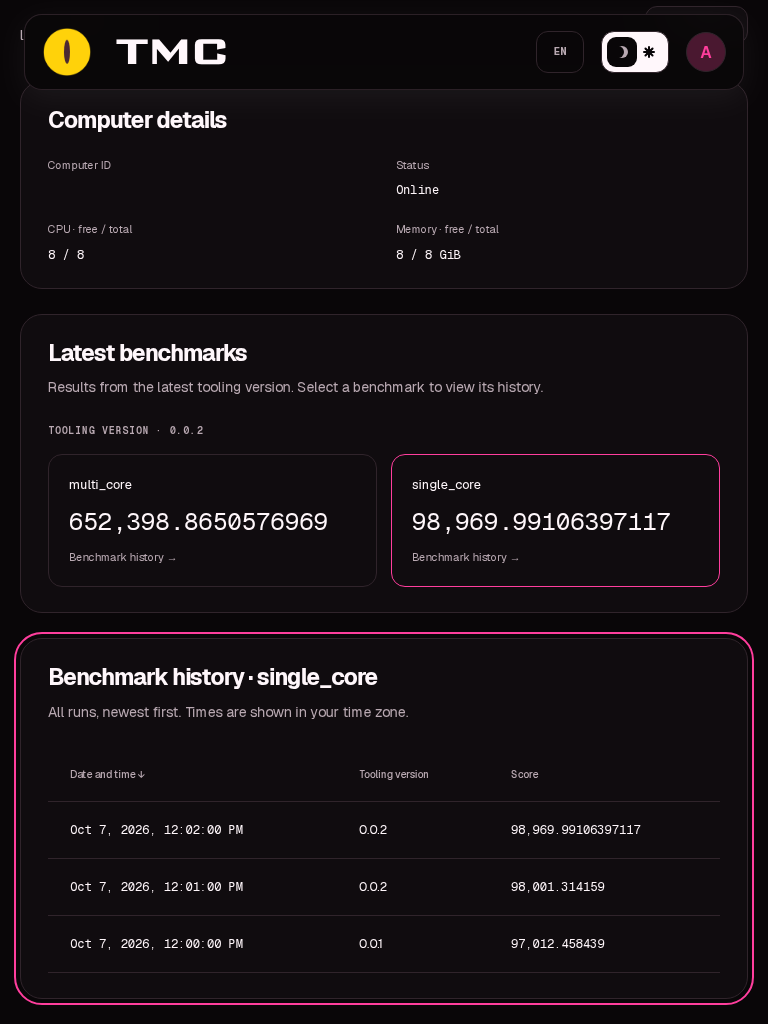 TMC
EN
A
Computer details
Computer ID
Status
Online
CPU · free / total
Memory · free / total
8 / 8
8 / 8 GiB
Latest benchmarks
Results from the latest tooling version. Select a benchmark to view its history.
TOOLING VERSION · 0.0.2
multi_core
single_core
652,398.8650576969
98,969.99106397117
Benchmark history →
Benchmark history →
Benchmark history · single_core
All runs, newest first. Times are shown in your time zone.
Date and time ↓
Tooling version
Score
Oct 7, 2026, 12:02:00 PM
0.0.2
98,969.99106397117
Oct 7, 2026, 12:01:00 PM
0.0.2
98,001.314159
Oct 7, 2026, 12:00:00 PM
0.0.1
97,012.458439